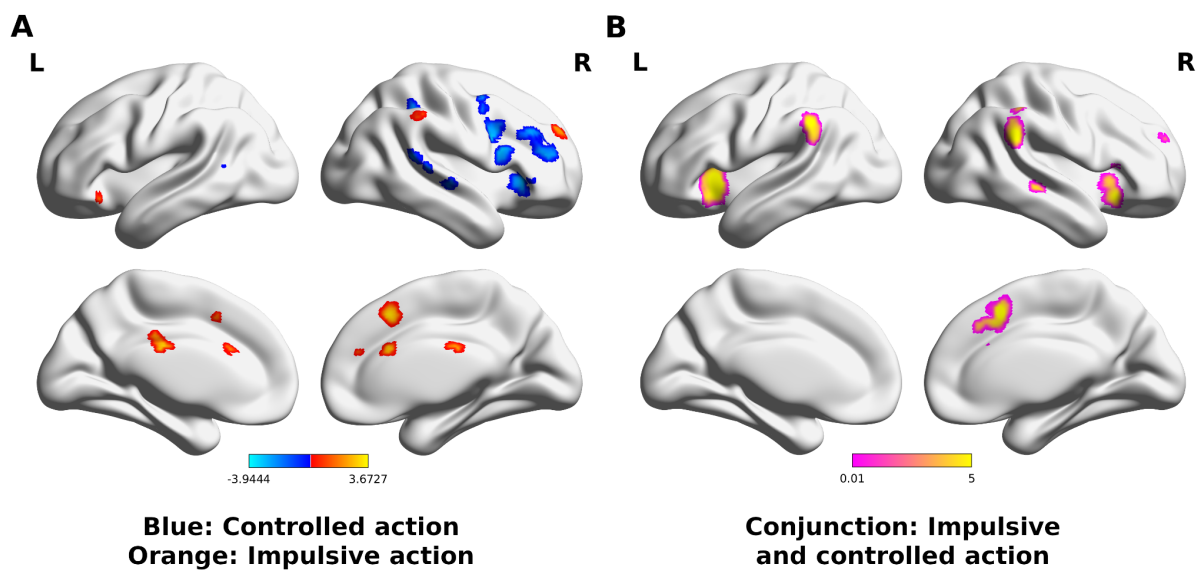 A
B
L
R
L
R
-3.9444
3.6727
0.01
5
Blue: Controlled action
Orange: Impulsive action
Conjunction: Impulsive
and controlled action